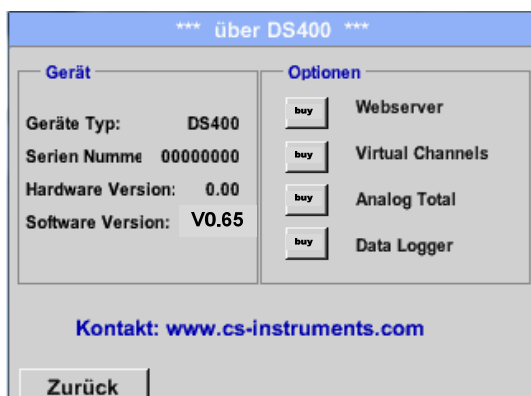 *** über DS400 ***
Gerät
Geräte Typ: DS400
Serien Numme 00000000
Hardware Version: 0.00
Software Version: V0.65
Optionen
buy Webserver
buy Virtual Channels
buy Analog Total
buy Data Logger
Kontakt: www.cs-instruments.com
Zurück